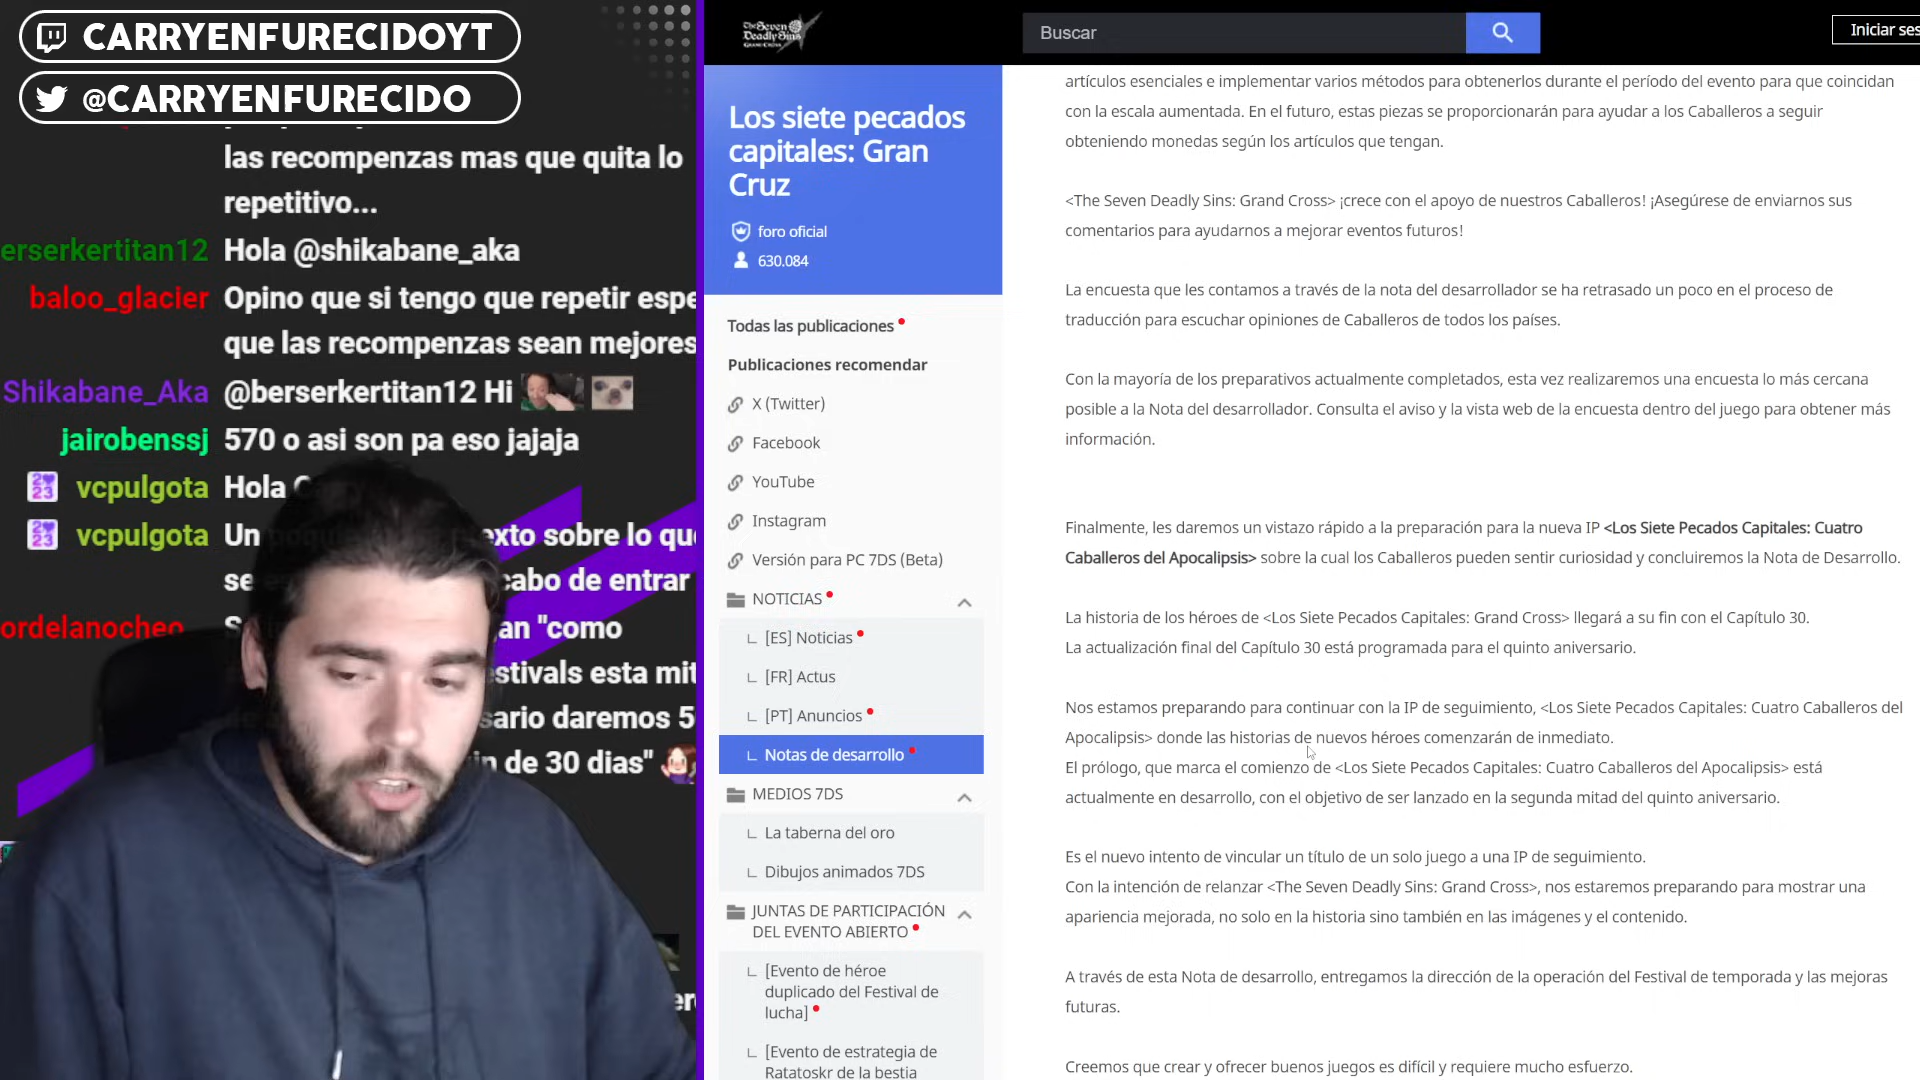 CARRYENFURECIDOYT
@CARRYENFURECIDO
las recompenzas mas que quita lo
repetitivo...
erserkertitan12 Hola @shikabane_aka
baloo_glacier Opino que si tengo que repetir espe
que las recompenzas sean mejores
Shikabane_Aka @berserkertitan12 Hi
jairobenssj 570 o asi son pa eso jajaja
vcpulgota Hola
vcpulgota Un exto sobre lo que
se cabo de entrar
ordelanocheo an "como
estivals esta mit
sario daremos 5
in de 30 dias"
The Seven
Deadly Sins
GRAND CROSS
Buscar
Iniciar ses
Los siete pecados
capitales: Gran
Cruz
foro oficial
630.084
Todas las publicaciones
Publicaciones recomendar
X (Twitter)
Facebook
YouTube
Instagram
Versión para PC 7DS (Beta)
NOTICIAS
[ES] Noticias
[FR] Actus
[PT] Anuncios
Notas de desarrollo
MEDIOS 7DS
La taberna del oro
Dibujos animados 7DS
JUNTAS DE PARTICIPACIÓN
DEL EVENTO ABIERTO
[Evento de héroe
duplicado del Festival de
lucha]
[Evento de estrategia de
Ratatoskr de la bestia
artículos esenciales e implementar varios métodos para obtenerlos durante el período del evento para que coincidan
con la escala aumentada. En el futuro, estas piezas se proporcionarán para ayudar a los Caballeros a seguir
obteniendo monedas según los artículos que tengan.
<The Seven Deadly Sins: Grand Cross> ¡crece con el apoyo de nuestros Caballeros! ¡Asegúrese de enviarnos sus
comentarios para ayudarnos a mejorar eventos futuros!
La encuesta que les contamos a través de la nota del desarrollador se ha retrasado un poco en el proceso de
traducción para escuchar opiniones de Caballeros de todos los países.
Con la mayoría de los preparativos actualmente completados, esta vez realizaremos una encuesta lo más cercana
posible a la Nota del desarrollador. Consulta el aviso y la vista web de la encuesta dentro del juego para obtener más
información.
Finalmente, les daremos un vistazo rápido a la preparación para la nueva IP <Los Siete Pecados Capitales: Cuatro
Caballeros del Apocalipsis> sobre la cual los Caballeros pueden sentir curiosidad y concluiremos la Nota de Desarrollo.
La historia de los héroes de <Los Siete Pecados Capitales: Grand Cross> llegará a su fin con el Capítulo 30.
La actualización final del Capítulo 30 está programada para el quinto aniversario.
Nos estamos preparando para continuar con la IP de seguimiento, <Los Siete Pecados Capitales: Cuatro Caballeros del
Apocalipsis> donde las historias de nuevos héroes comenzarán de inmediato.
El prólogo, que marca el comienzo de <Los Siete Pecados Capitales: Cuatro Caballeros del Apocalipsis> está
actualmente en desarrollo, con el objetivo de ser lanzado en la segunda mitad del quinto aniversario.
Es el nuevo intento de vincular un título de un solo juego a una IP de seguimiento.
Con la intención de relanzar <The Seven Deadly Sins: Grand Cross>, nos estaremos preparando para mostrar una
apariencia mejorada, no solo en la historia sino también en las imágenes y el contenido.
A través de esta Nota de desarrollo, entregamos la dirección de la operación del Festival de temporada y las mejoras
futuras.
Creemos que crear y ofrecer buenos juegos es difícil y requiere mucho esfuerzo.